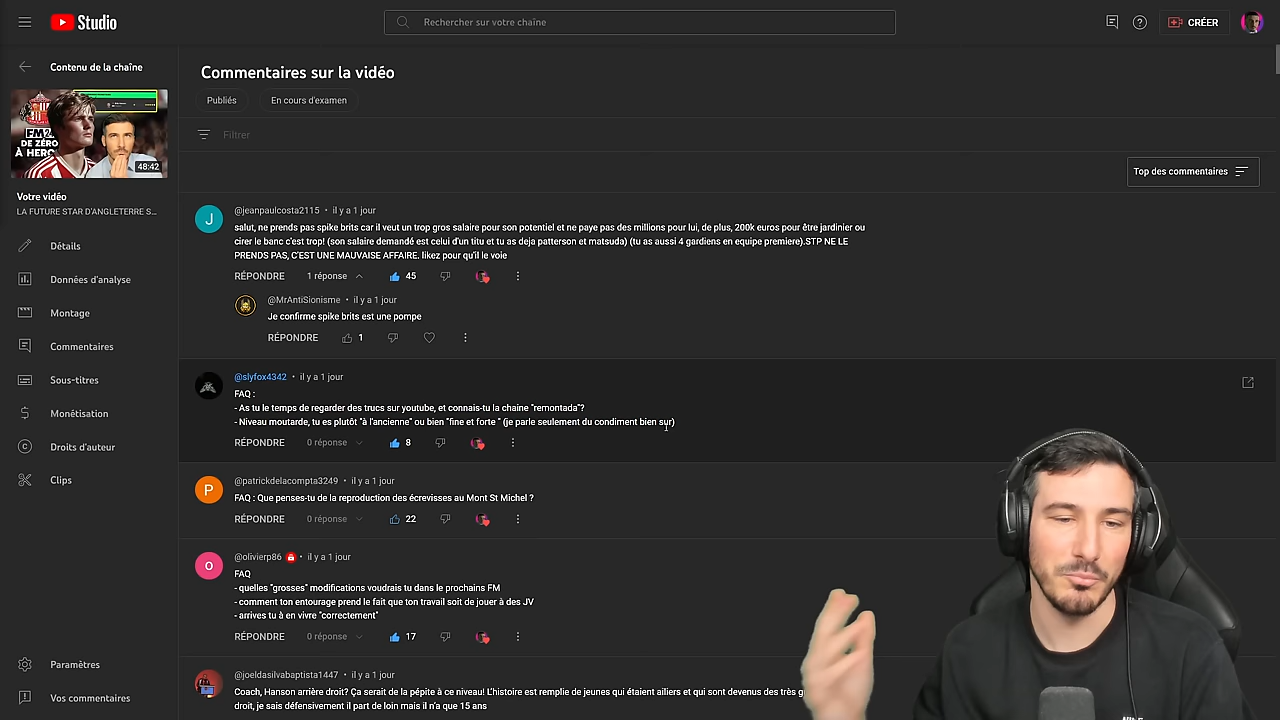 Studio
Rechercher sur votre chaîne
CRÉER
Contenu de la chaîne
FM2
DE ZÉRO
À HERO
48:42
Votre vidéo
LA FUTURE STAR D'ANGLETERRE S...
Détails
Données d'analyse
Montage
Commentaires
Sous-titres
Monétisation
Droits d'auteur
Clips
Paramètres
Vos commentaires
Commentaires sur la vidéo
Publiés
En cours d'examen
Filtrer
Top des commentaires
J
@jeanpaulcosta2115 • il y a 1 jour
salut, ne prends pas spike brits car il veut un trop gros salaire pour son potentiel et ne paye pas des millions pour lui, de plus, 200k euros pour être jardinier ou
cirer le banc c'est trop! (son salaire demandé est celui d'un titu et tu as deja patterson et matsuda) (tu as aussi 4 gardiens en equipe premiere).STP NE LE
PRENDS PAS, C'EST UNE MAUVAISE AFFAIRE. likez pour qu'il le voie
RÉPONDRE 1 réponse 45
@MrAntiSionisme • il y a 1 jour
Je confirme spike brits est une pompe
RÉPONDRE 1
@slyfox4342 • il y a 1 jour
FAQ :
- As tu le temps de regarder des trucs sur youtube, et connais-tu la chaine "remontada"?
- Niveau moutarde, tu es plutôt "à l'ancienne" ou bien "fine et forte " (je parle seulement du condiment bien sur)
RÉPONDRE 0 réponse 8
P
@patrickdelacompta3249 • il y a 1 jour
FAQ : Que penses-tu de la reproduction des écrevisses au Mont St Michel ?
RÉPONDRE 0 réponse 22
O
@olivierp86 • il y a 1 jour
FAQ
- quelles "grosses" modifications voudrais tu dans le prochains FM
- comment ton entourage prend le fait que ton travail soit de jouer à des JV
- arrives tu à en vivre "correctement"
RÉPONDRE 0 réponse 17
@joeldasilvabaptista1447 • il y a 1 jour
Coach, Hanson arrière droit? Ça serait de la pépite à ce niveau! L'histoire est remplie de jeunes qui étaient ailiers et qui sont devenus des très g
droit, je sais défensivement il part de loin mais il n'a que 15 ans